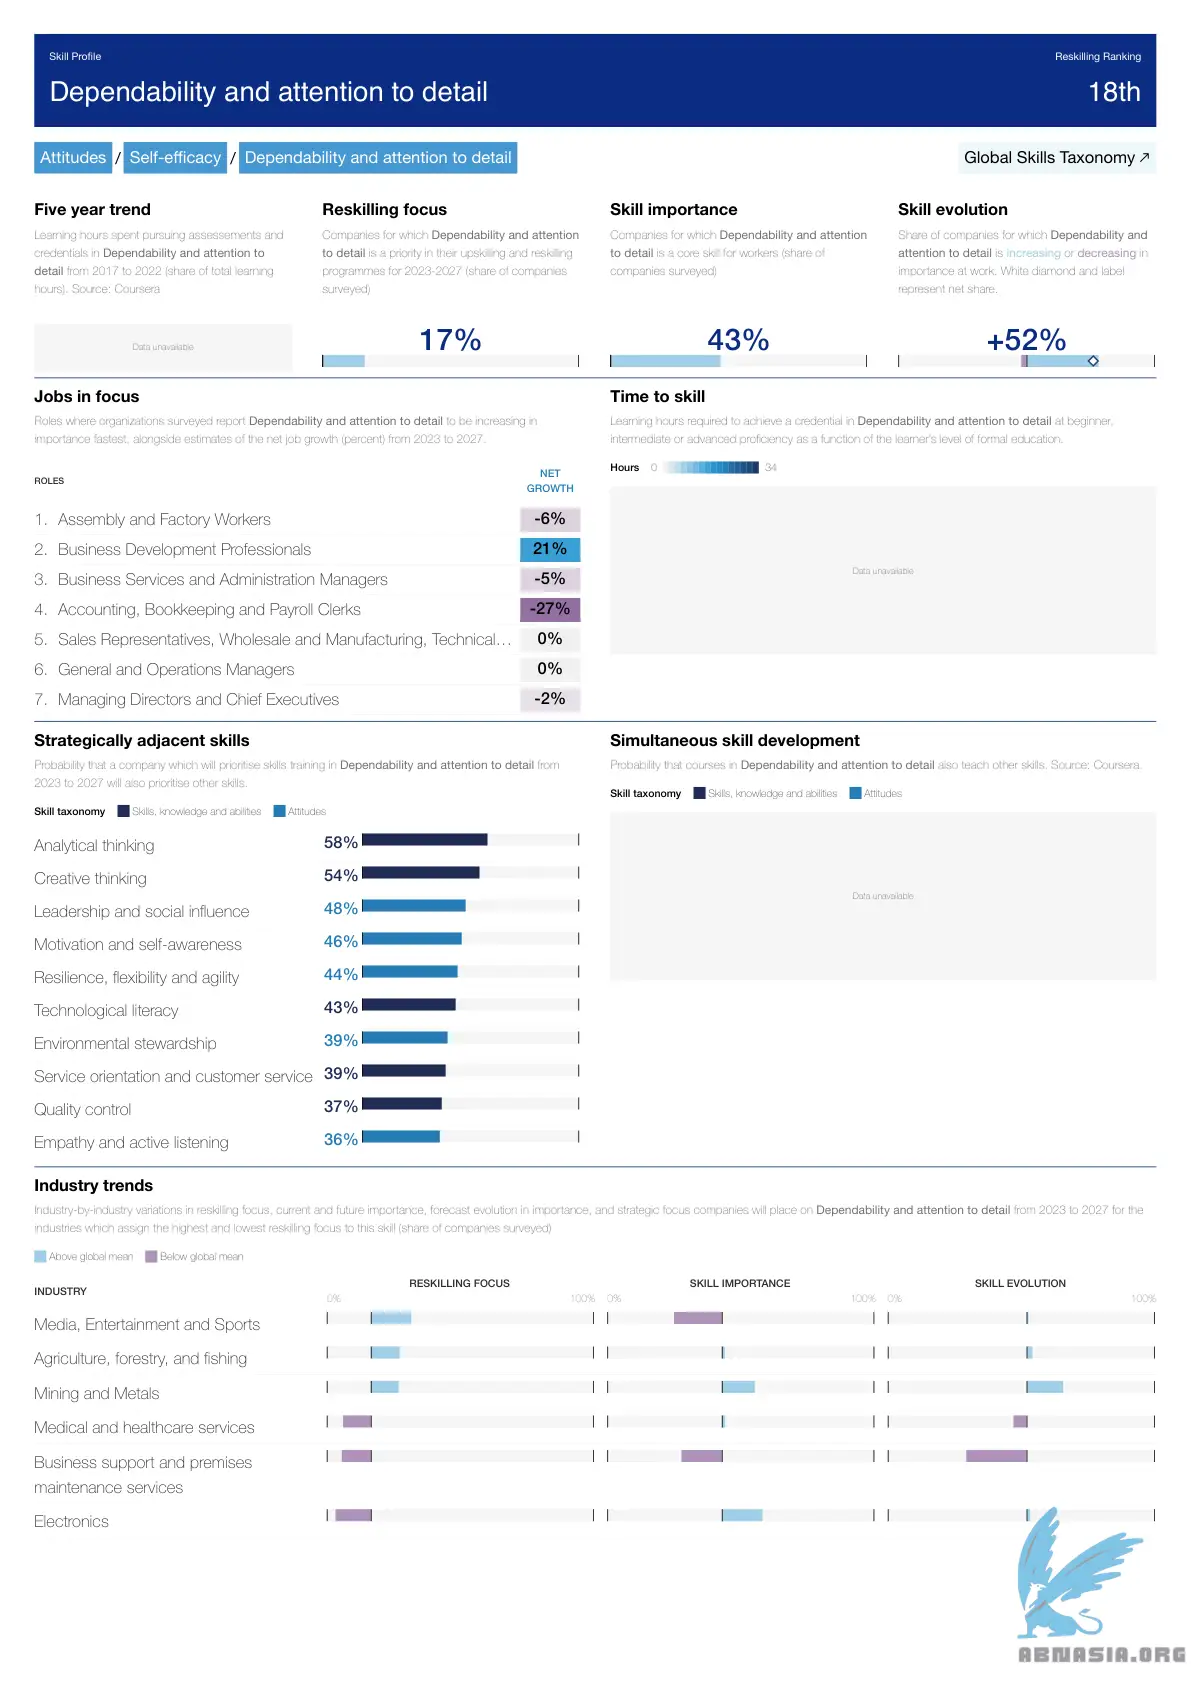 Skill Profile
Reskilling Ranking
Dependability and attention to detail
18th
Attitudes / Self-efficacy / Dependability and attention to detail
Global Skills Taxonomy ↗
Five year trend
Learning hours spent pursuing assessements and
credentials in Dependability and attention to
detail from 2017 to 2022 (share of total learning
hours). Source: Coursera
Data unavailable
Reskilling focus
Companies for which Dependability and attention
to detail is a priority in their upskilling and reskilling
programmes for 2023-2027 (share of companies
surveyed)
17%
Skill importance
Companies for which Dependability and attention
to detail is a core skill for workers (share of
companies surveyed)
43%
Skill evolution
Share of companies for which Dependability and
attention to detail is increasing or decreasing in
importance at work. White diamond and label
represent net share.
+52%
Jobs in focus
Roles where organizations surveyed report Dependability and attention to detail to be increasing in
importance fastest, alongside estimates of the net job growth (percent) from 2023 to 2027.
ROLES
NET
GROWTH
1. Assembly and Factory Workers -6%
2. Business Development Professionals 21%
3. Business Services and Administration Managers -5%
4. Accounting, Bookkeeping and Payroll Clerks -27%
5. Sales Representatives, Wholesale and Manufacturing, Technical… 0%
6. General and Operations Managers 0%
7. Managing Directors and Chief Executives -2%
Time to skill
Learning hours required to achieve a credential in Dependability and attention to detail at beginner,
intermediate or advanced proficiency as a function of the learner's level of formal education.
Hours 0 34
Data unavailable
Strategically adjacent skills
Probability that a company which will prioritise skills training in Dependability and attention to detail from
2023 to 2027 will also prioritise other skills.
Skill taxonomy Skills, knowledge and abilities Attitudes
Analytical thinking 58%
Creative thinking 54%
Leadership and social influence 48%
Motivation and self-awareness 46%
Resilience, flexibility and agility 44%
Technological literacy 43%
Environmental stewardship 39%
Service orientation and customer service 39%
Quality control 37%
Empathy and active listening 36%
Simultaneous skill development
Probability that courses in Dependability and attention to detail also teach other skills. Source: Coursera.
Skill taxonomy Skills, knowledge and abilities Attitudes
Data unavailable
Industry trends
Industry-by-industry variations in reskilling focus, current and future importance, forecast evolution in importance, and strategic focus companies will place on Dependability and attention to detail from 2023 to 2027 for the
industries which assign the highest and lowest reskilling focus to this skill (share of companies surveyed)
Above global mean Below global mean
INDUSTRY
RESKILLING FOCUS SKILL IMPORTANCE SKILL EVOLUTION
0% 100% 0% 100% 0% 100%
Media, Entertainment and Sports
Agriculture, forestry, and fishing
Mining and Metals
Medical and healthcare services
Business support and premises
maintenance services
Electronics
ABNASIA.ORG